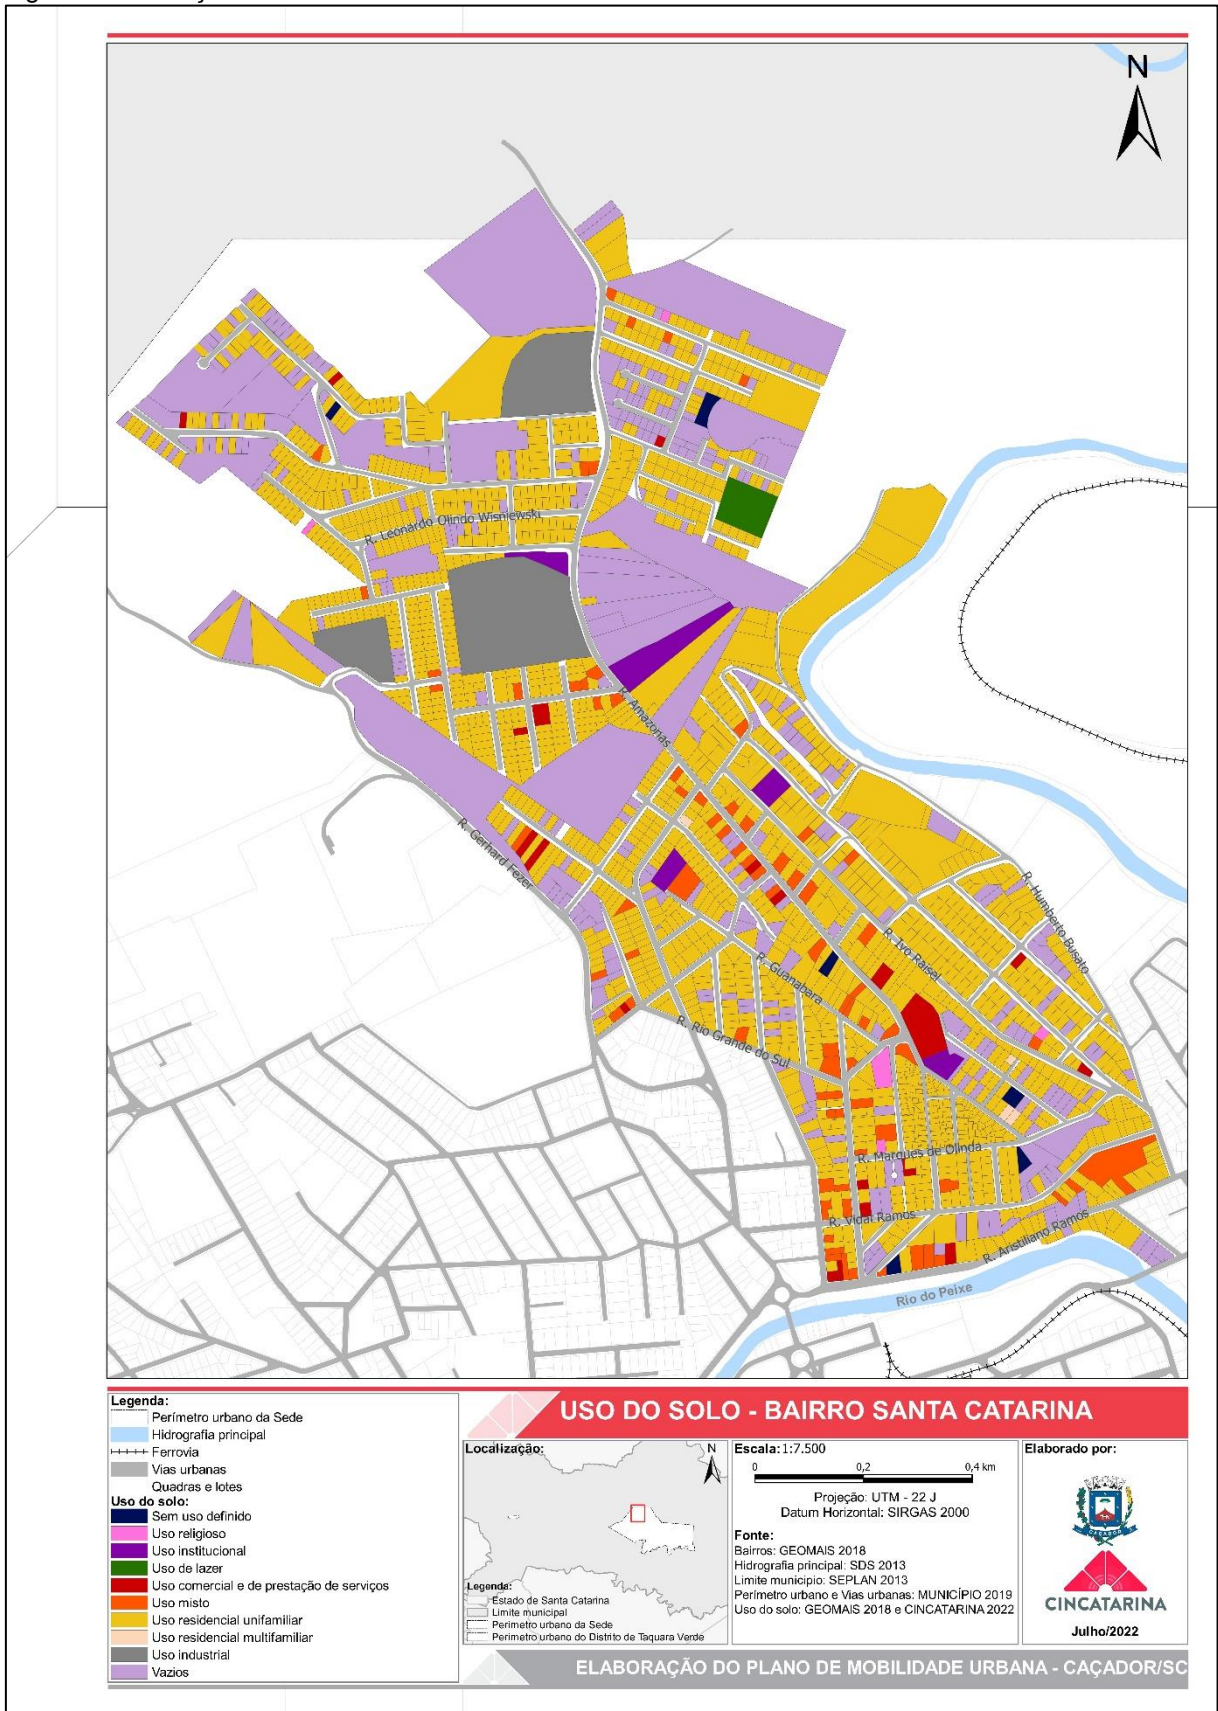 N
R. Leonardo Olindo Wisniewski
R. Amazonas
R. Gerhard Fezer
R. Humberto Busato
R. Ivo Raisel
R. Guanabara
R. Rio Grande do Sul
R. Marques de Olinda
R. Vidal Ramos
R. Aristiliano Ramos
Rio do Peixe
Legenda:
Perímetro urbano da Sede
Hidrografia principal
Ferrovia
Vias urbanas
Quadras e lotes
Uso do solo:
Sem uso definido
Uso religioso
Uso institucional
Uso de lazer
Uso comercial e de prestação de serviços
Uso misto
Uso residencial unifamiliar
Uso residencial multifamiliar
Uso industrial
Vazios
USO DO SOLO - BAIRRO SANTA CATARINA
Localização:
N
Legenda:
Estado de Santa Catarina
Limite municipal
Perímetro urbano da Sede
Perímetro urbano do Distrito de Taquara Verde
Escala: 1:7.500
0 0,2 0,4 km
Projeção: UTM - 22 J
Datum Horizontal: SIRGAS 2000
Fonte:
Bairros: GEOMAIS 2018
Hidrografia principal: SDS 2013
Limite municipio: SEPLAN 2013
Perímetro urbano e Vias urbanas: MUNICÍPIO 2019
Uso do solo: GEOMAIS 2018 e CINCATARINA 2022
Elaborado por:
CAÇADOR
CINCATARINA
Julho/2022
ELABORAÇÃO DO PLANO DE MOBILIDADE URBANA - CAÇADOR/SC